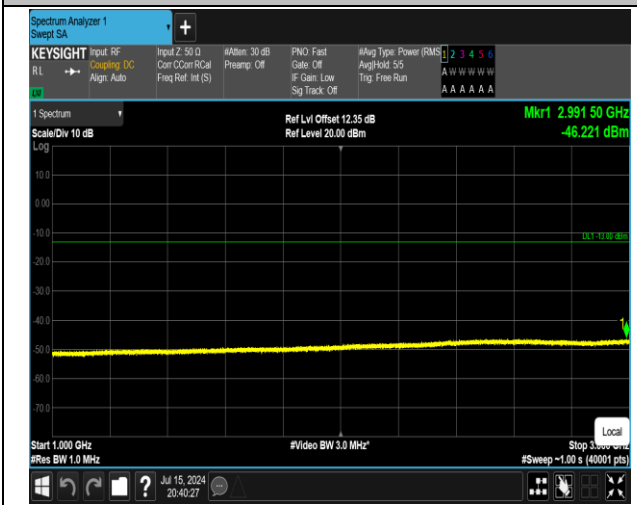 Spectrum Analyzer 1
Swept SA
+
KEYSIGHT Input: RF Input Z: 50 Ω #Atten: 30 dB PNO: Fast #Avg Type: Power (RMS 1 2 3 4 5 6
RL Coupling: DC Corr CCorr RCal Preamp: Off Gate: Off Avg|Hold: 5/5 A W W W W W
Align: Auto Freq Ref: Int (S) IF Gain: Low Trig: Free Run
Sig Track: Off A A A A A A
1 Spectrum Ref Lvl Offset 12.35 dB Mkr1 2.991 50 GHz
Scale/Div 10 dB Ref Level 20.00 dBm -46.221 dBm
Log
10.0
0.00
-10.0
DL1 -13.00 dBm
-20.0
-30.0
-40.0
1
-50.0
-60.0
-70.0
Local
Start 1.000 GHz #Video BW 3.0 MHz* Stop
#Res BW 1.0 MHz #Sweep ~1.00 s (40001 pts)
? Jul 15, 2024
20:40:27